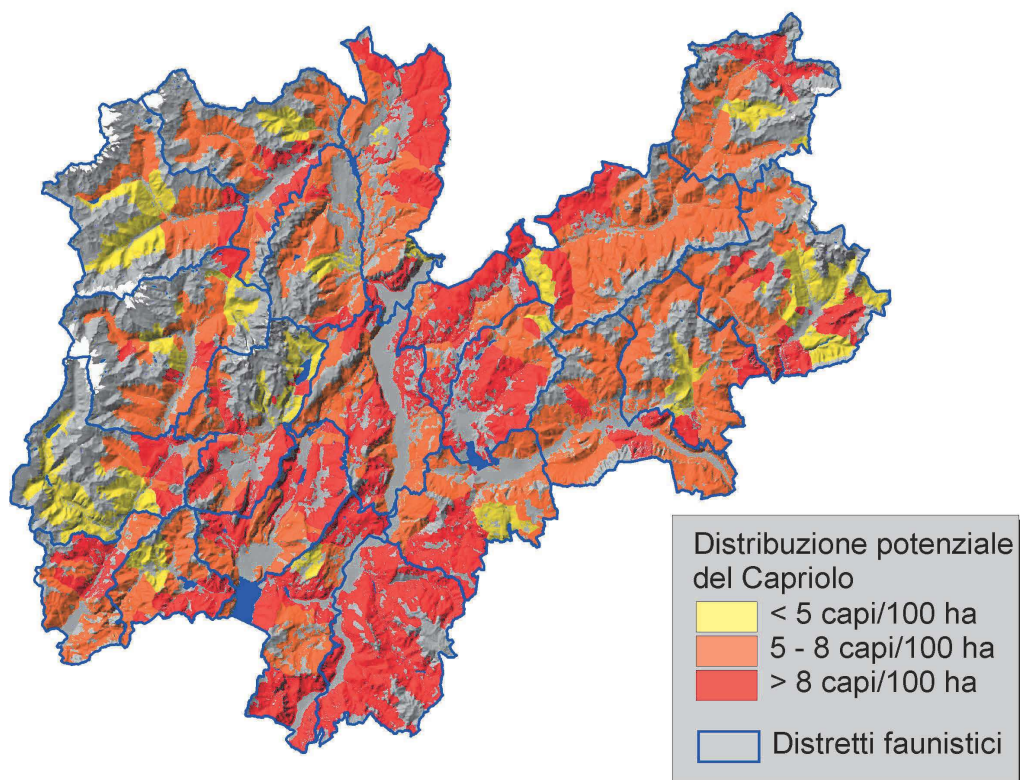 Distribuzione potenziale
del Capriolo
< 5 capi/100 ha
5 - 8 capi/100 ha
> 8 capi/100 ha
Distretti faunistici